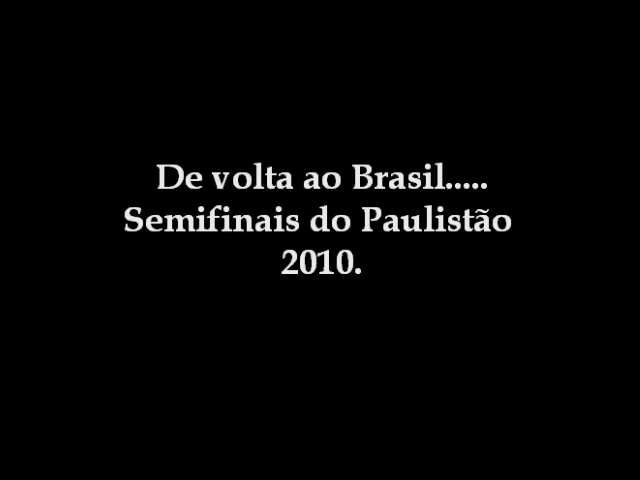 De volta ao Brasil.....
Semifinais do Paulistão
2010.